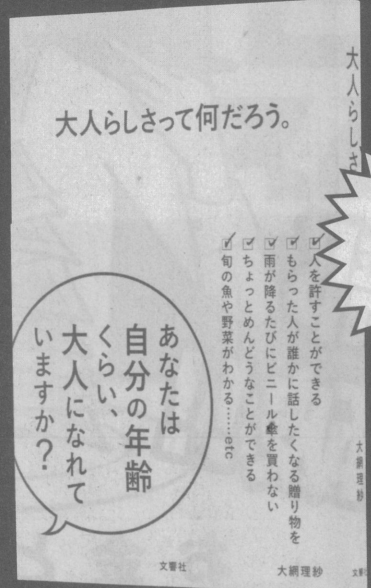 大人らしさって何だろう。
人を許すことができる
もらった人が誰かに話したくなる贈り物を
雨が降るたびにビニール傘を買わない
ちょっとめんどうなことができる
旬の魚や野菜がわかる……etc
あなたは
自分の年齢
くらい、
大人になれて
いますか？
大網理紗
文響社
大人らしさ
大網理紗